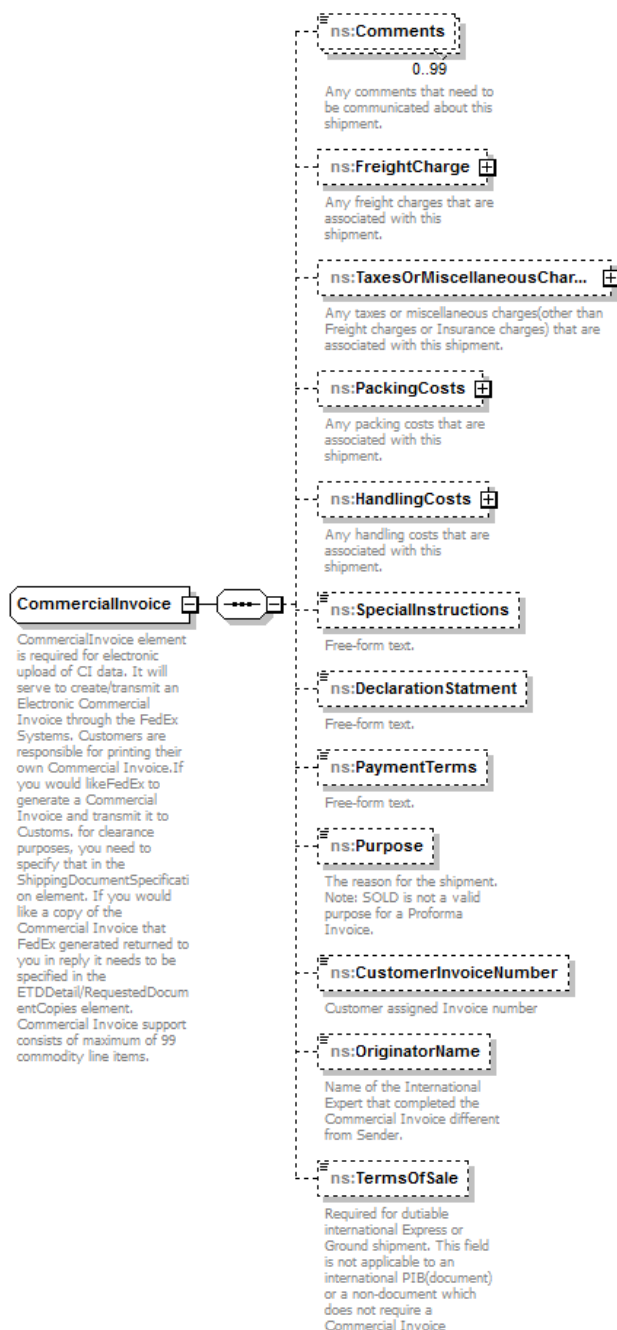 ns:Comments
0..99
Any comments that need to
be communicated about this
shipment.
ns:FreightCharge
Any freight charges that are
associated with this
shipment.
ns:TaxesOrMiscellaneousChar...
Any taxes or miscellaneous charges(other than
Freight charges or Insurance charges) that are
associated with this shipment.
ns:PackingCosts
Any packing costs that are
associated with this
shipment.
ns:HandlingCosts
Any handling costs that are
associated with this
shipment.
CommercialInvoice
CommercialInvoice element
is required for electronic
upload of CI data. It will
serve to create/transmit an
Electronic Commercial
Invoice through the FedEx
Systems. Customers are
responsible for printing their
own Commercial Invoice.If
you would likeFedEx to
generate a Commercial
Invoice and transmit it to
Customs. for clearance
purposes, you need to
specify that in the
ShippingDocumentSpecificati
on element. If you would
like a copy of the
Commercial Invoice that
FedEx generated returned to
you in reply it needs to be
specified in the
ETDDetail/RequestedDocum
entCopies element.
Commercial Invoice support
consists of maximum of 99
commodity line items.
ns:SpecialInstructions
Free-form text.
ns:DeclarationStatment
Free-form text.
ns:PaymentTerms
Free-form text.
ns:Purpose
The reason for the shipment.
Note: SOLD is not a valid
purpose for a Proforma
Invoice.
ns:CustomerInvoiceNumber
Customer assigned Invoice number
ns:OriginatorName
Name of the International
Expert that completed the
Commercial Invoice different
from Sender.
ns:TermsOfSale
Required for dutiable
international Express or
Ground shipment. This field
is not applicable to an
international PIB(document)
or a non-document which
does not require a
Commercial Invoice